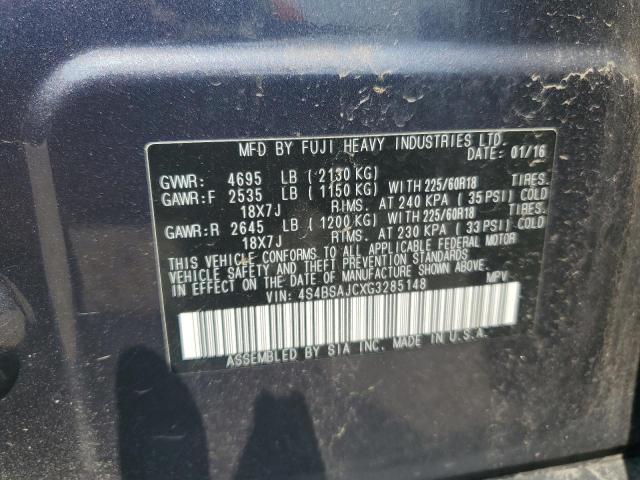 MFD BY FUJI HEAVY INDUSTRIES LTD.
DATE: 01/16
GVWR: 4695 LB ( 2130 KG)
GAWR:F 2535 LB ( 1150 KG) WITH 225/60R18 TIRES.
18X7J RIMS. AT 240 KPA ( 35 PSI) COLD
GAWR:R 2645 LB ( 1200 KG) WITH 225/60R18 TIRES.
18X7J RIMS. AT 230 KPA ( 33 PSI) COLD
THIS VEHICLE CONFORMS TO ALL APPLICABLE FEDERAL MOTOR
VEHICLE SAFETY, BUMPER, AND THEFT PREVENTION STANDARDS
IN EFFECT ON THE DATE OF MANUFACTURE SHOWN ABOVE.
VIN: 4S4BSAJCXG3285148 MPV
ASSEMBLED BY SIA INC. MADE IN U.S.A.